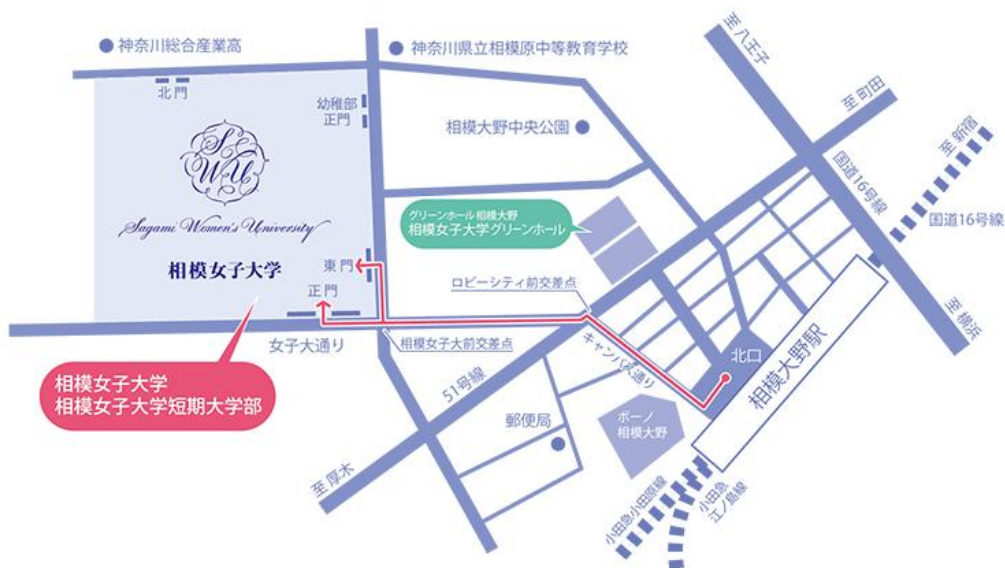 神奈川総合産業高
神奈川県立相模原中等教育学校
至八王子
至町田
至新宿
北門
幼稚部
正門
相模大野中央公園
国道16号線
国道16号線
SWU
Sagami Women's University
相模女子大学
グリーンホール相模大野
相模女子大学グリーンホール
東門
正門
ロビーシティ前交差点
至横浜
女子大通り
相模女子大前交差点
キャンパス通り
北口
相模大野駅
相模女子大学
相模女子大学短期大学部
51号線
郵便局
ボーノ
相模大野
至厚木
小田急小田原線
小田急
江ノ島線